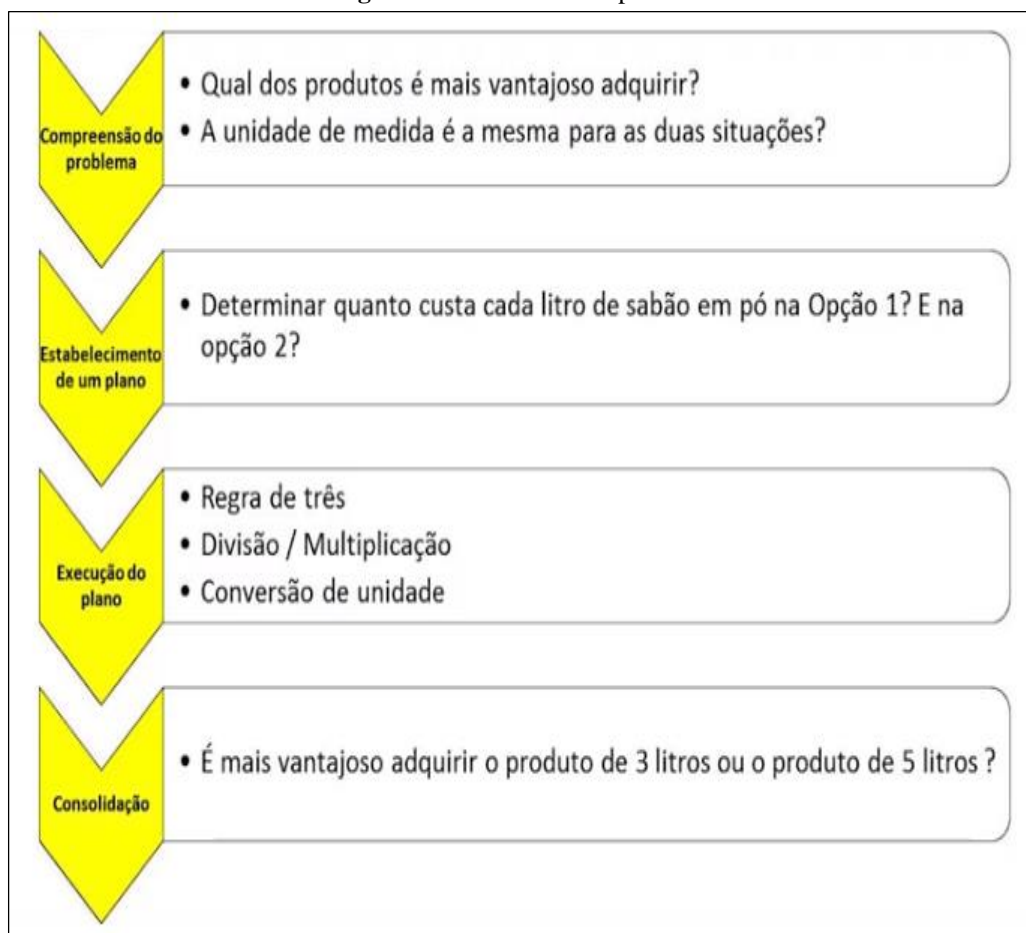 • Qual dos produtos é mais vantajoso adquirir?
• A unidade de medida é a mesma para as duas situações?
Compreensão do
problema
• Determinar quanto custa cada litro de sabão em pó na Opção 1? E na
opção 2?
Estabelecimento
de um plano
• Regra de três
• Divisão / Multiplicação
• Conversão de unidade
Execução do
plano
• É mais vantajoso adquirir o produto de 3 litros ou o produto de 5 litros ?
Consolidação